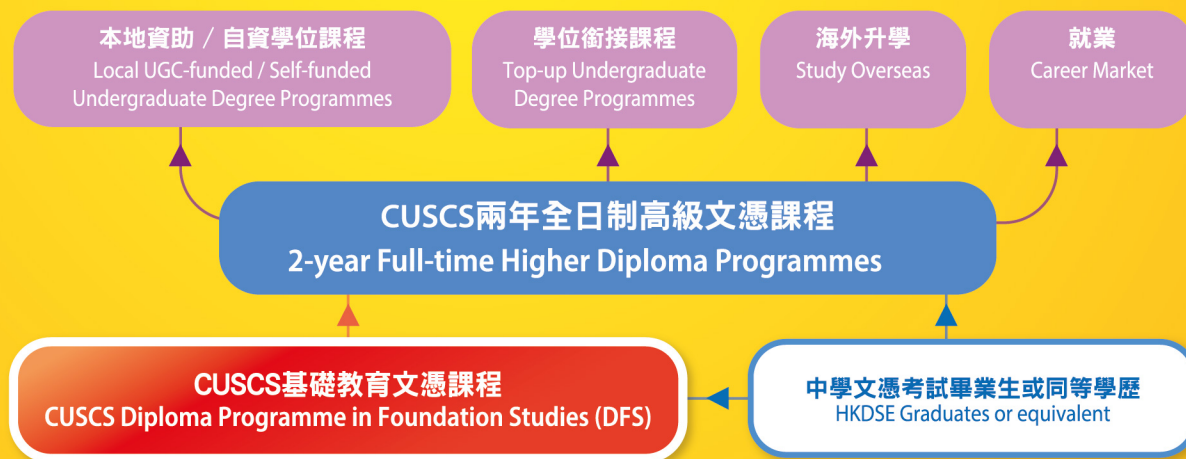 本地資助 / 自資學位課程
Local UGC-funded / Self-funded
Undergraduate Degree Programmes
學位銜接課程
Top-up Undergraduate
Degree Programmes
海外升學
Study Overseas
就業
Career Market
CUSCS兩年全日制高級文憑課程
2-year Full-time Higher Diploma Programmes
CUSCS基礎教育文憑課程
CUSCS Diploma Programme in Foundation Studies (DFS)
中學文憑考試畢業生或同等學歷
HKDSE Graduates or equivalent